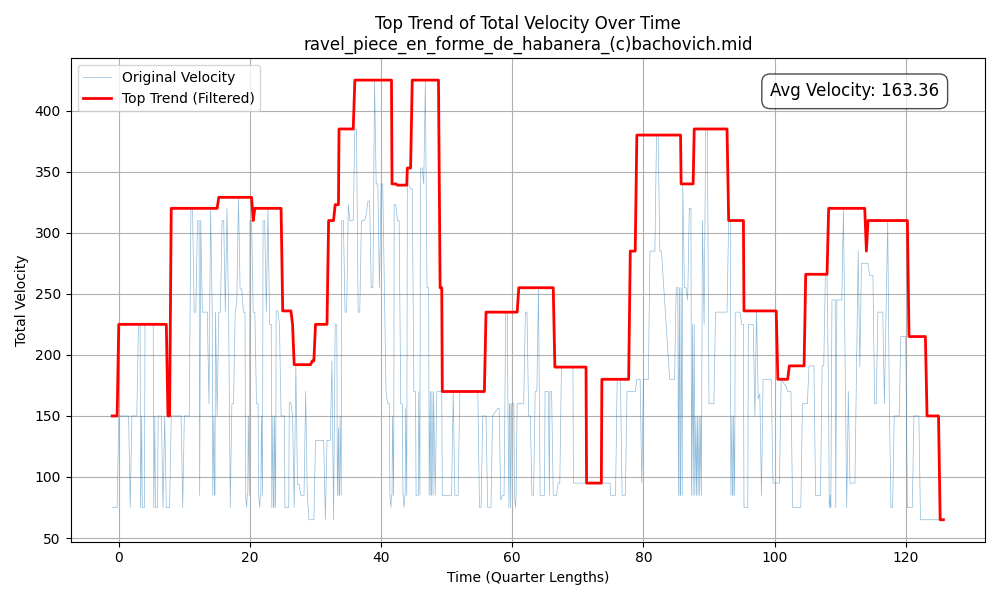 Top Trend of Total Velocity Over Time
ravel_piece_en_forme_de_habanera_(c)bachovich.mid
Original Velocity
Top Trend (Filtered)
Avg Velocity: 163.36
Total Velocity
400
350
300
250
200
150
100
50
0
20
40
60
80
100
120
Time (Quarter Lengths)